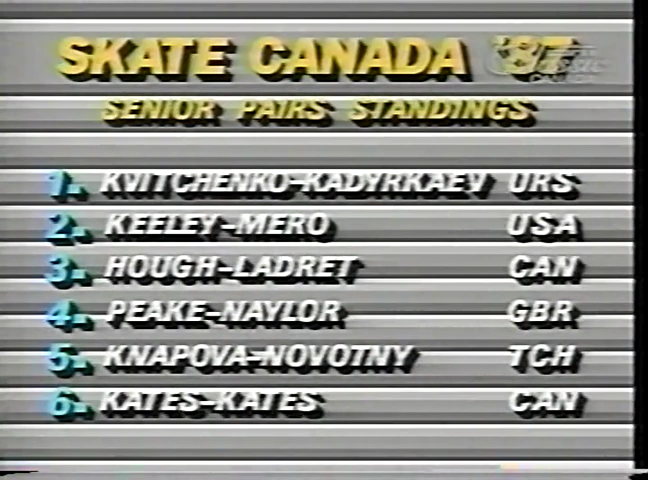 SKATE CANADA '87
SENIOR PAIRS STANDINGS
1. KVITCHENKO-KADYRKAEV URS
2. KEELEY-MERO USA
3. HOUGH-LADRET CAN
4. PEAKE-NAYLOR GBR
5. KNAPOVA-NOVOTNY TCH
6. KATES-KATES CAN